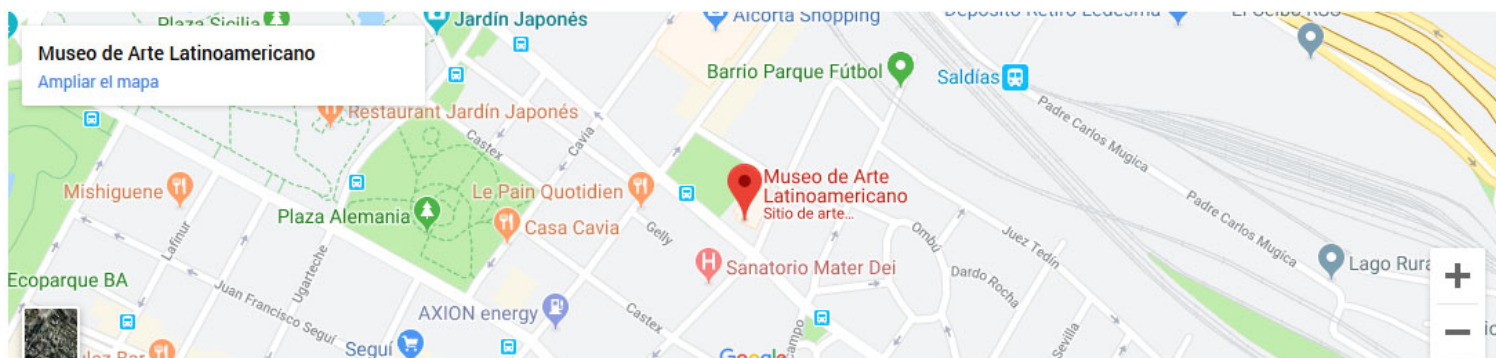 Plaza Sicilia
Jardín Japonés
Alcorta Shopping
Deposito Retiro Ledesma
Museo de Arte Latinoamericano
Ampliar el mapa
Barrio Parque Fútbol
Saldías
Restaurant Jardín Japonés
Castex
Cavia
Padre Carlos Mugica
Mishiguene
Le Pain Quotidien
Museo de Arte
Latinoamericano
Sitio de arte...
Plaza Alemania
Casa Cavia
Lafinur
Gelly
Ombú
Juez Tedín
Padre Carlos Mugica
Ugarteche
Sanatorio Mater Dei
Dardo Rocha
Lago Rura
+
Ecoparque BA
Juan Francisco Seguí
AXION energy
Castex
Sevilla
−
Seguí
H
Google
Bar